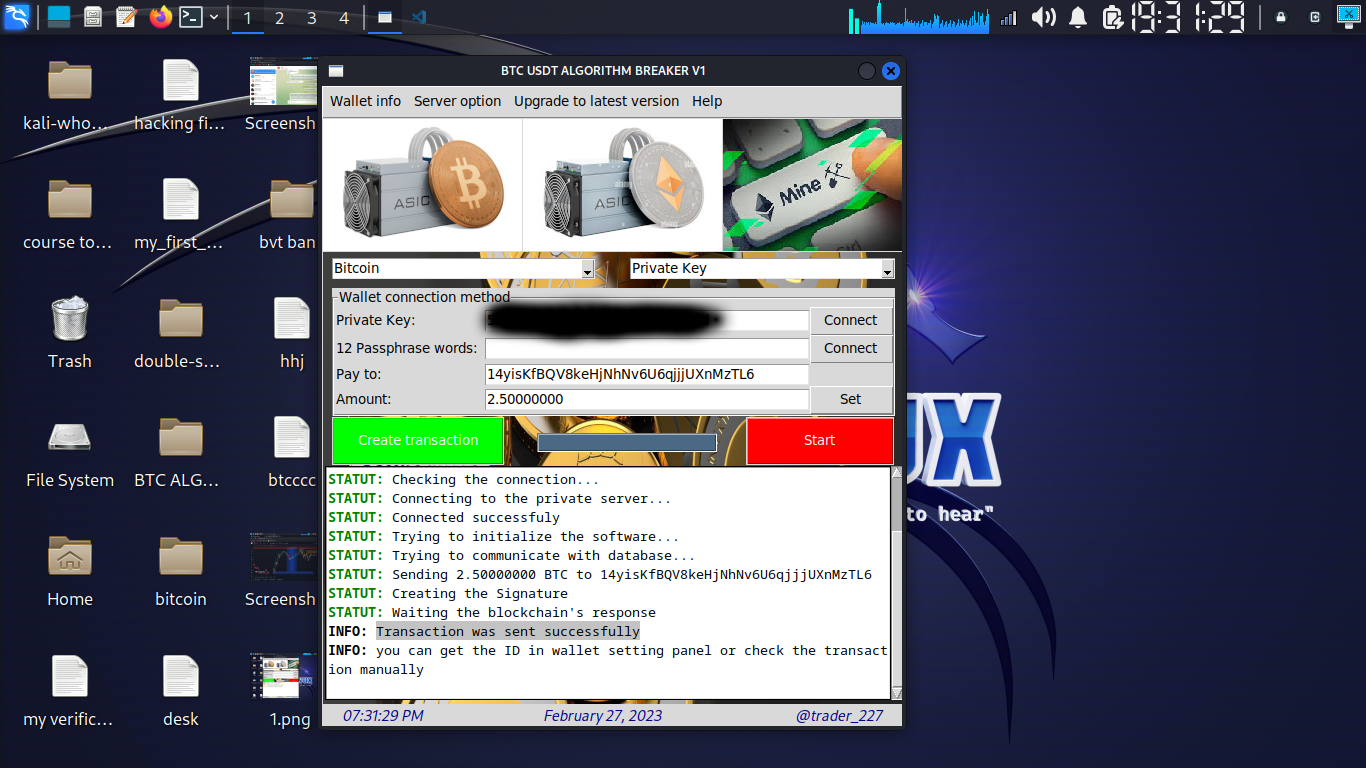 1 2 3 4
19:31:29
BTC USDT ALGORITHM BREAKER V1
Wallet info Server option Upgrade to latest version Help
ASIC
ASIC
Mine
Bitcoin
Private Key
Wallet connection method
Private Key:
Connect
12 Passphrase words:
Connect
Pay to:
14yisKfBQV8keHjNhNv6U6qjjjUXnMzTL6
Amount:
2.50000000
Set
Create transaction
Start
STATUT: Checking the connection...
STATUT: Connecting to the private server...
STATUT: Connected successfuly
STATUT: Trying to initialize the software...
STATUT: Trying to communicate with database...
STATUT: Sending 2.50000000 BTC to 14yisKfBQV8keHjNhNv6U6qjjjUXnMzTL6
STATUT: Creating the Signature
STATUT: Waiting the blockchain's response
INFO: Transaction was sent successfully
INFO: you can get the ID in wallet setting panel or check the transact
ion manually
07:31:29 PM
February 27, 2023
@trader_227
kali-who...
hacking fi...
Screensh
course to...
my_first_...
bvt ban
Trash
double-s...
hhj
File System
BTC ALG...
btcccc
Home
bitcoin
Screensh
my verific...
desk
1.png
UX
to hear"